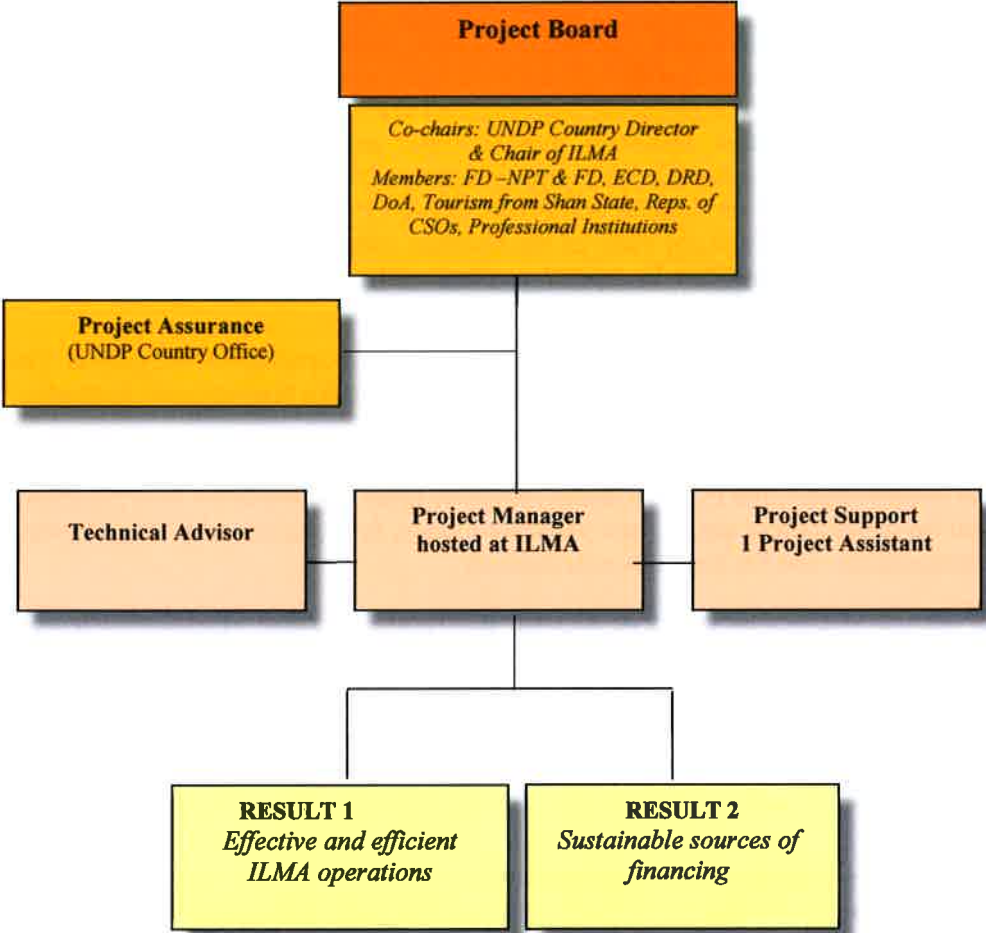 Project Board
Co-chairs: UNDP Country Director
& Chair of ILMA
Members: FD –NPT & FD, ECD, DRD,
DoA, Tourism from Shan State, Reps. of
CSOs, Professional Institutions
Project Assurance
(UNDP Country Office)
Technical Advisor
Project Manager
hosted at ILMA
Project Support
1 Project Assistant
RESULT 1
Effective and efficient
ILMA operations
RESULT 2
Sustainable sources of
financing